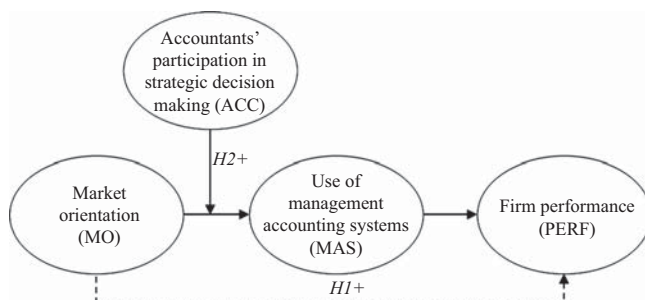 Accountants’
participation in
strategic decision
making (ACC)
H2+
Market
orientation
(MO)
Use of
management
accounting systems
(MAS)
Firm performance
(PERF)
H1+